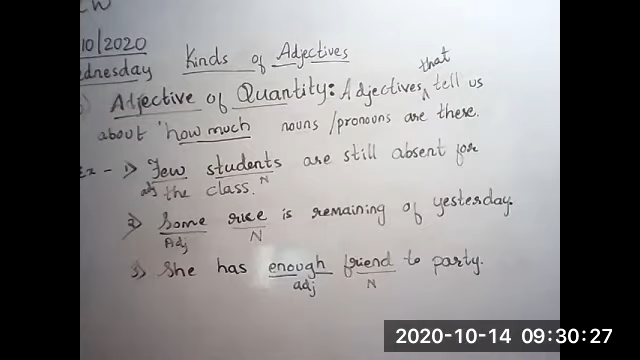 CW
10/2020
Kinds of Adjectives
dnesday
Adjective of Quantity: Adjectives that tell us
about 'how much nouns/pronouns are there.
Ex - 1) Few students are still absent for
adj N
the class.
2) Some rice is remaining of yesterday.
Adj N
3) She has enough friend to party.
adj N
2020-10-14 09:30:27